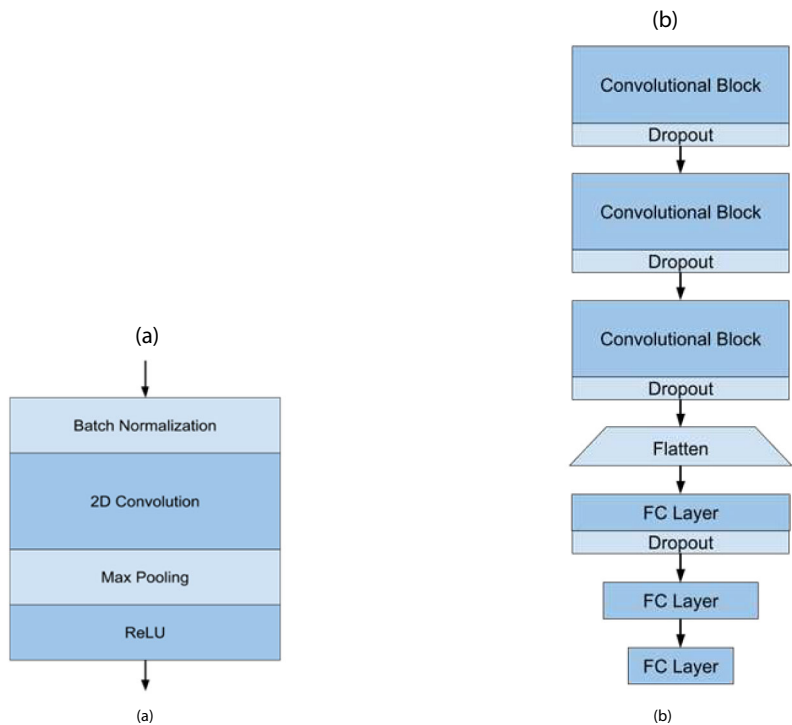 (a)
Batch Normalization
2D Convolution
Max Pooling
ReLU
(a)
(b)
Convolutional Block
Dropout
Convolutional Block
Dropout
Convolutional Block
Dropout
Flatten
FC Layer
Dropout
FC Layer
FC Layer
(b)